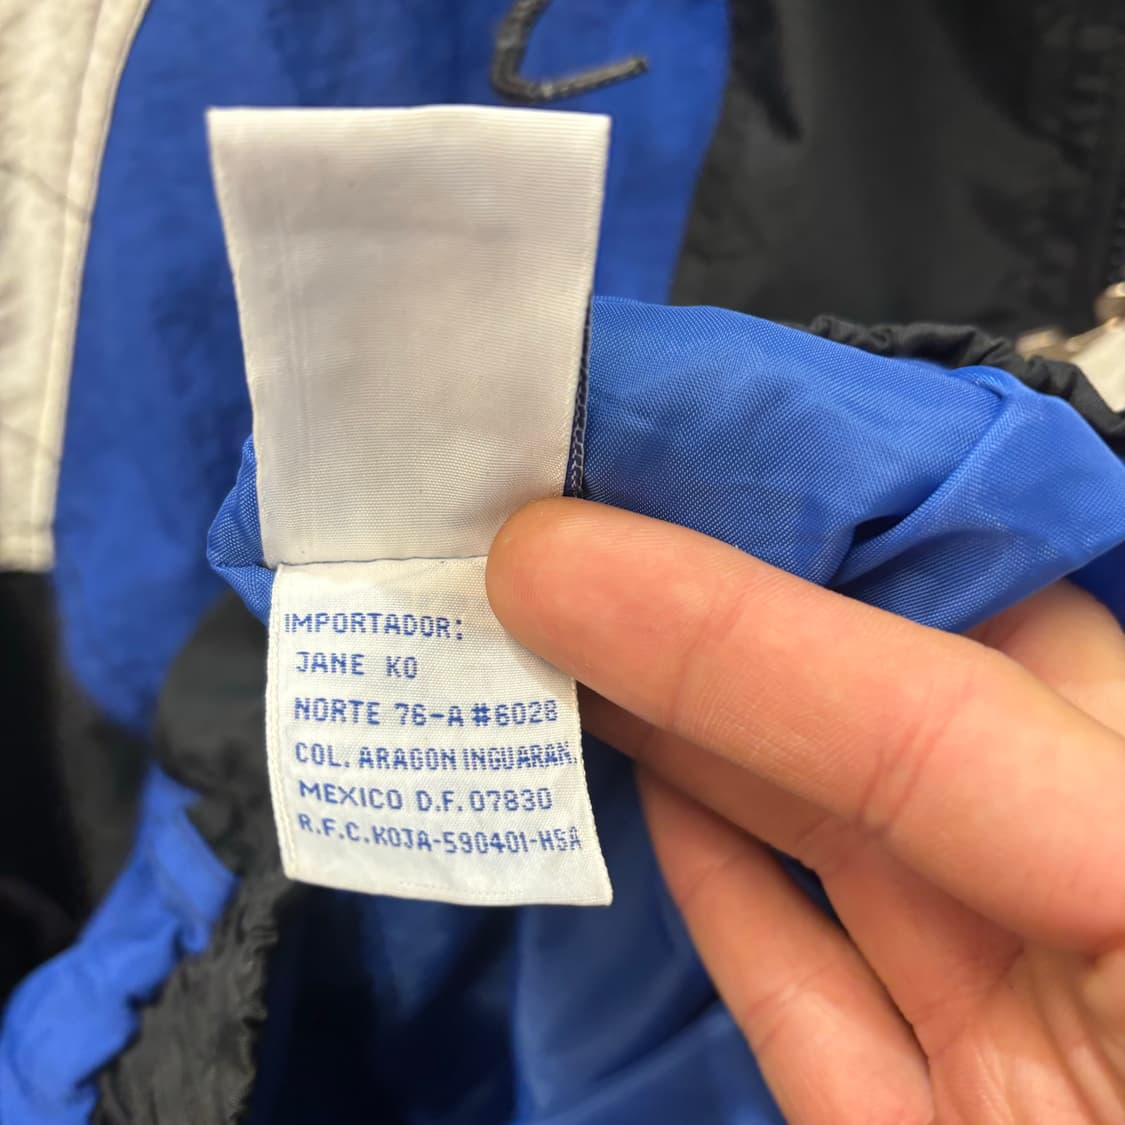 IMPORTADOR:
JANE KO
NORTE 76-A #6028
COL. ARAGON INGUARAN.
MEXICO D.F. 07830
R.F.C. KOJA-590401-HSA